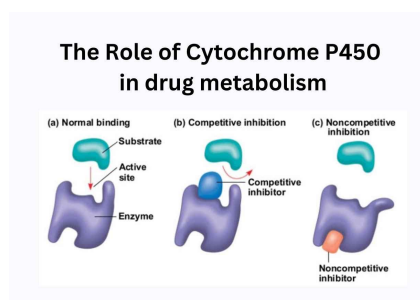 The Role of Cytochrome P450
in drug metabolism
(a) Normal binding
Substrate
Active
site
Enzyme
(b) Competitive inhibition
Competitive
inhibitor
(c) Noncompetitive
inhibition
Noncompetitive
inhibitor